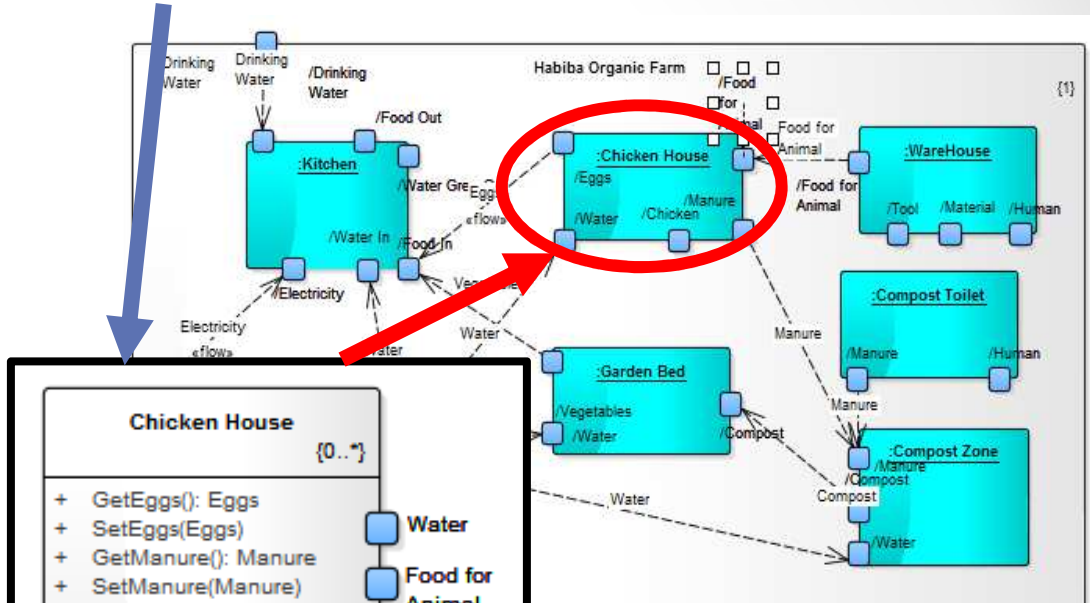 Habiba Organic Farm
{1}
Drinking
Water
Drinking
Water
/Drinking
Water
/Food Out
:Kitchen
/Water In
/Food In
/Electricity
Electricity
«flow»
Eggs
«flow»
/Food
for
Food for
Animal
:Chicken House
/Eggs
/Water
/Chicken
/Manure
/Food for
Animal
:WareHouse
/Tool
/Material
/Human
:Compost Toilet
/Manure
/Human
Manure
Manure
Water
:Garden Bed
/Vegetables
/Water
/Compost
:Compost Zone
/Manure
/Compost
Compost
/Water
Water
Chicken House
{0..*}
+ GetEggs(): Eggs
+ SetEggs(Eggs)
+ GetManure(): Manure
+ SetManure(Manure)
Water
Food for
Animal